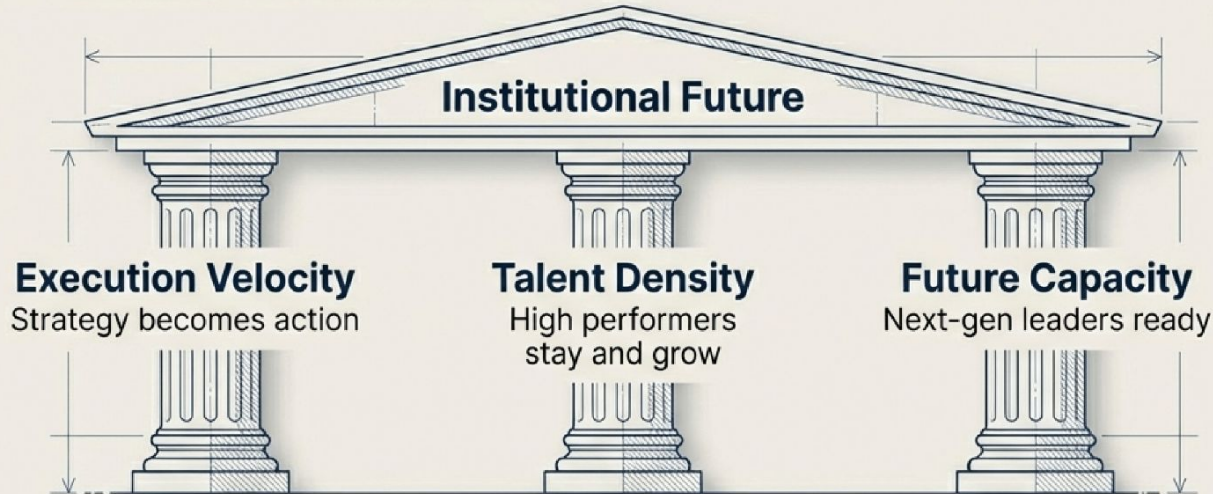 Institutional Future
Execution Velocity
Strategy becomes action
Talent Density
High performers
stay and grow
Future Capacity
Next-gen leaders ready